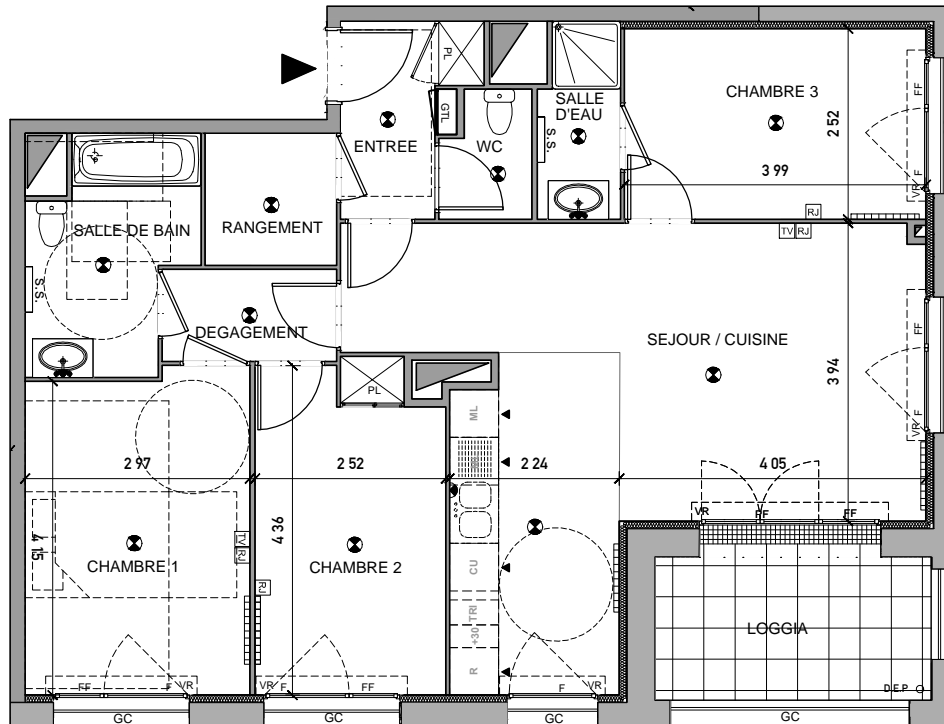 PL
GTL
ENTREE
WC
SALLE
D'EAU
S.S.
CHAMBRE 3
2 52
3 99
FF
F
VR
RJ
TV
RJ
SALLE DE BAIN
S.S.
RANGEMENT
DEGAGEMENT
SEJOUR / CUISINE
3 94
FF
F
VR
PL
ML
2 97
2 52
2 24
4 05
4 15
4 36
TV
RJ
RJ
CHAMBRE 1
CHAMBRE 2
CU
TRI
+30
R
VR
FF
FF
LOGGIA
D.E.P
FF
F
VR
VR
F
FF
F
VR
GC
GC
GC
GC